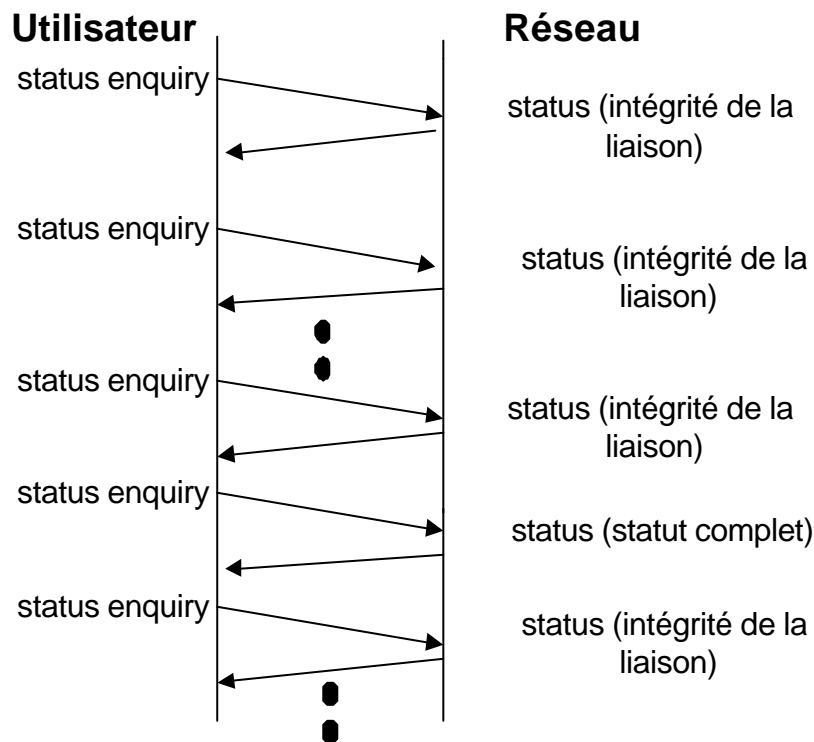 Utilisateur
Réseau
status enquiry
status (intégrité de la
liaison)
status enquiry
status (intégrité de la
liaison)
status enquiry
status (intégrité de la
liaison)
status enquiry
status (statut complet)
status enquiry
status (intégrité de la
liaison)